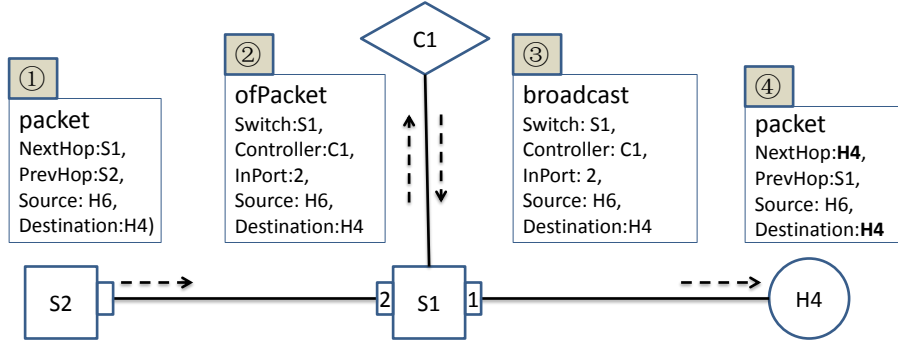 C1
①
packet
NextHop:S1,
PrevHop:S2,
Source: H6,
Destination:H4)
②
ofPacket
Switch:S1,
Controller:C1,
InPort:2,
Source: H6,
Destination:H4
③
broadcast
Switch: S1,
Controller: C1,
InPort: 2,
Source: H6,
Destination:H4
④
packet
NextHop:H4,
PrevHop:S1,
Source: H6,
Destination:H4
S2
2
S1
1
H4